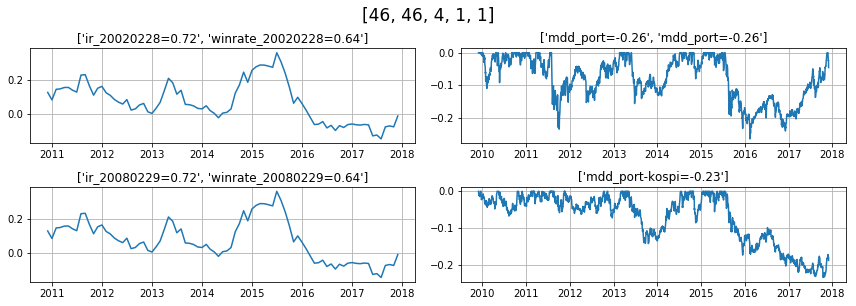 [46, 46, 4, 1, 1]
['ir_20020228=0.72', 'winrate_20020228=0.64']
0.2
0.0
2011 2012 2013 2014 2015 2016 2017 2018
['mdd_port=-0.26', 'mdd_port=-0.26']
0.0
−0.1
−0.2
2010 2011 2012 2013 2014 2015 2016 2017 2018
['ir_20080229=0.72', 'winrate_20080229=0.64']
0.2
0.0
2011 2012 2013 2014 2015 2016 2017 2018
['mdd_port-kospi=-0.23']
0.0
−0.1
−0.2
2010 2011 2012 2013 2014 2015 2016 2017 2018